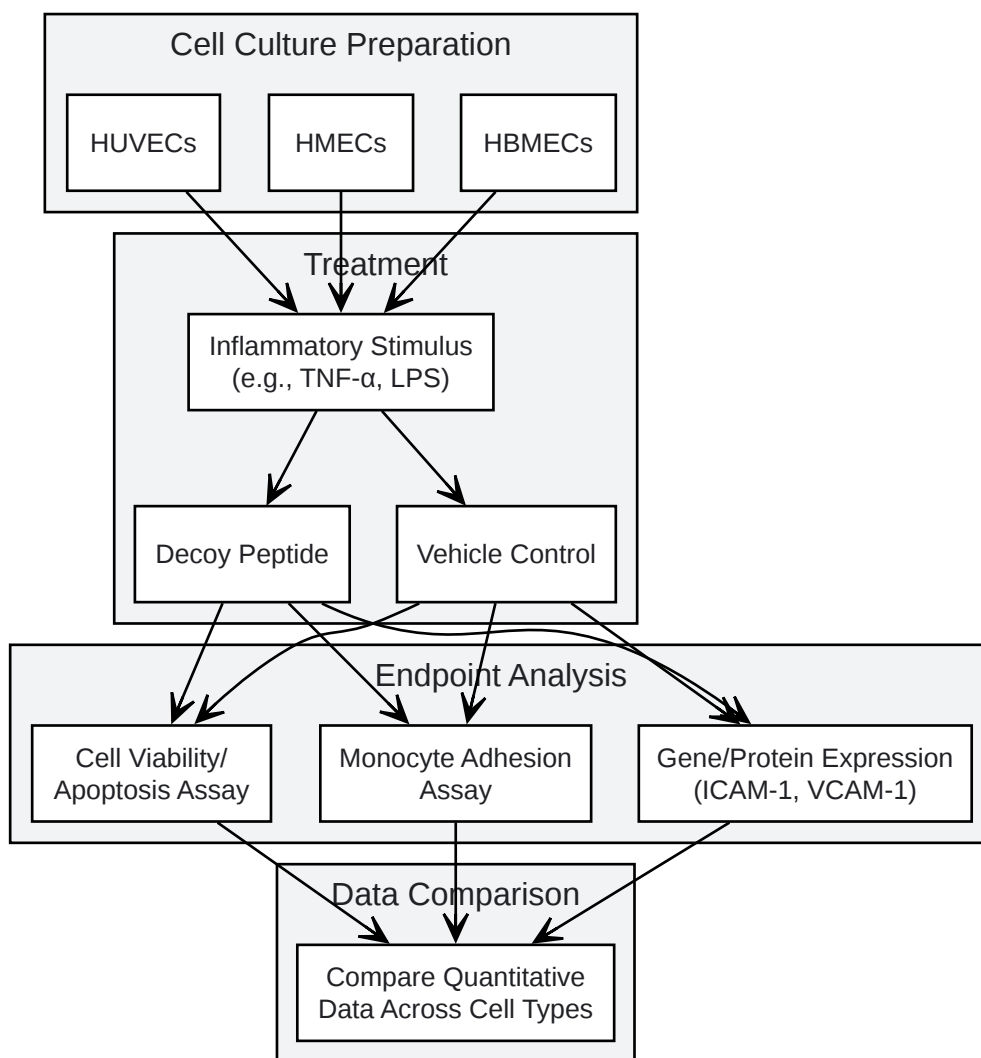 Cell Culture Preparation
HUVECs
HMECs
HBMECs
Treatment
Inflammatory Stimulus
(e.g., TNF-α, LPS)
Decoy Peptide
Vehicle Control
Endpoint Analysis
Cell Viability/
Apoptosis Assay
Monocyte Adhesion
Assay
Gene/Protein Expression
(ICAM-1, VCAM-1)
Data Comparison
Compare Quantitative
Data Across Cell Types